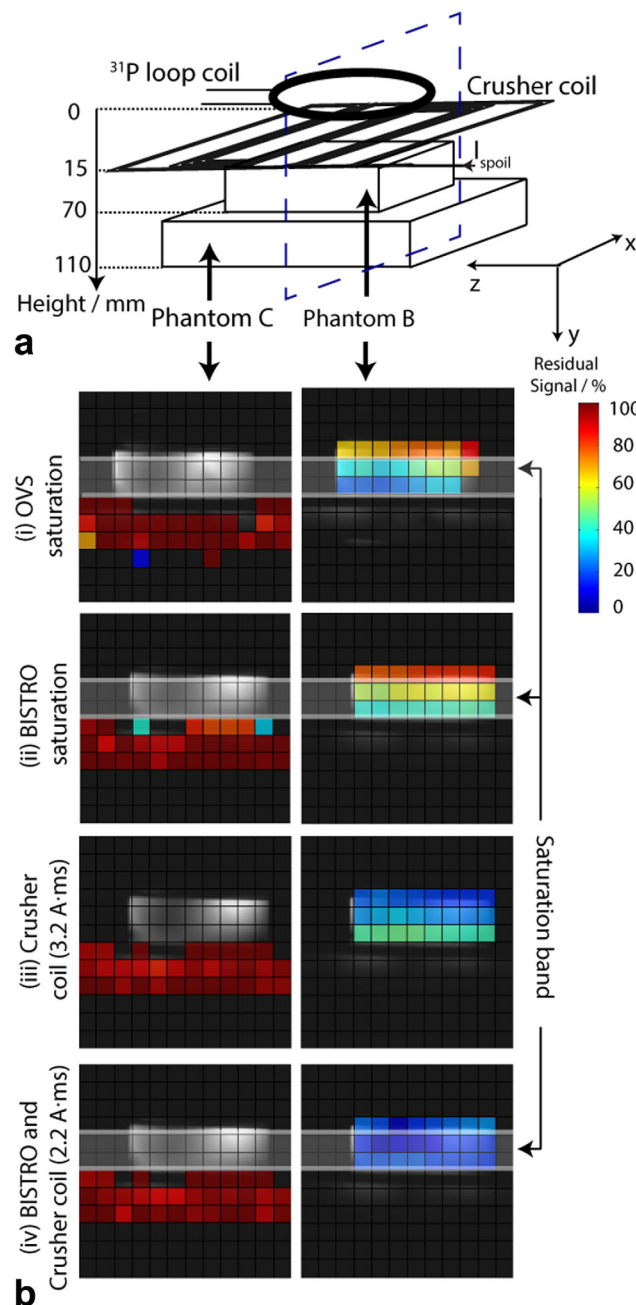 ³¹P loop coil
Crusher coil
0
15
70
110
I spoil
Height / mm
Phantom C
Phantom B
x
z
y
a
Residual
Signal / %
100
80
60
40
20
0
(i) OVS
saturation
(ii) BISTRO
saturation
(iii) Crusher
coil (3.2 A·ms)
(iv) BISTRO and
Crusher coil (2.2 A·ms)
Saturation band
b